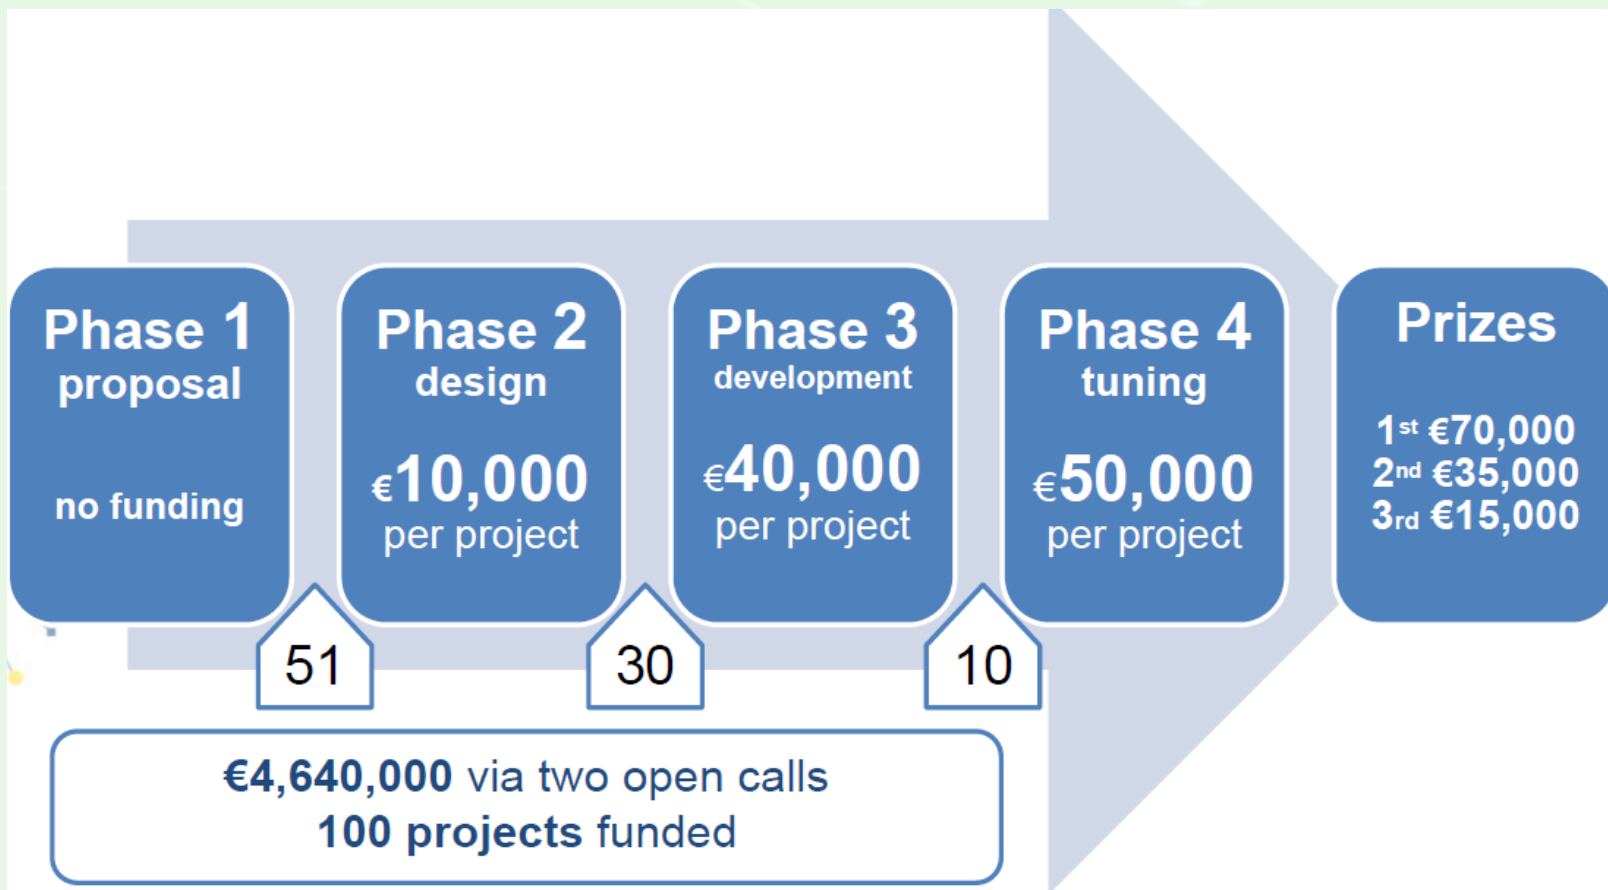 Phase 1
proposal
no funding
Phase 2
design
€10,000
per project
Phase 3
development
€40,000
per project
Phase 4
tuning
€50,000
per project
Prizes
1st €70,000
2nd €35,000
3rd €15,000
51
30
10
€4,640,000 via two open calls
100 projects funded